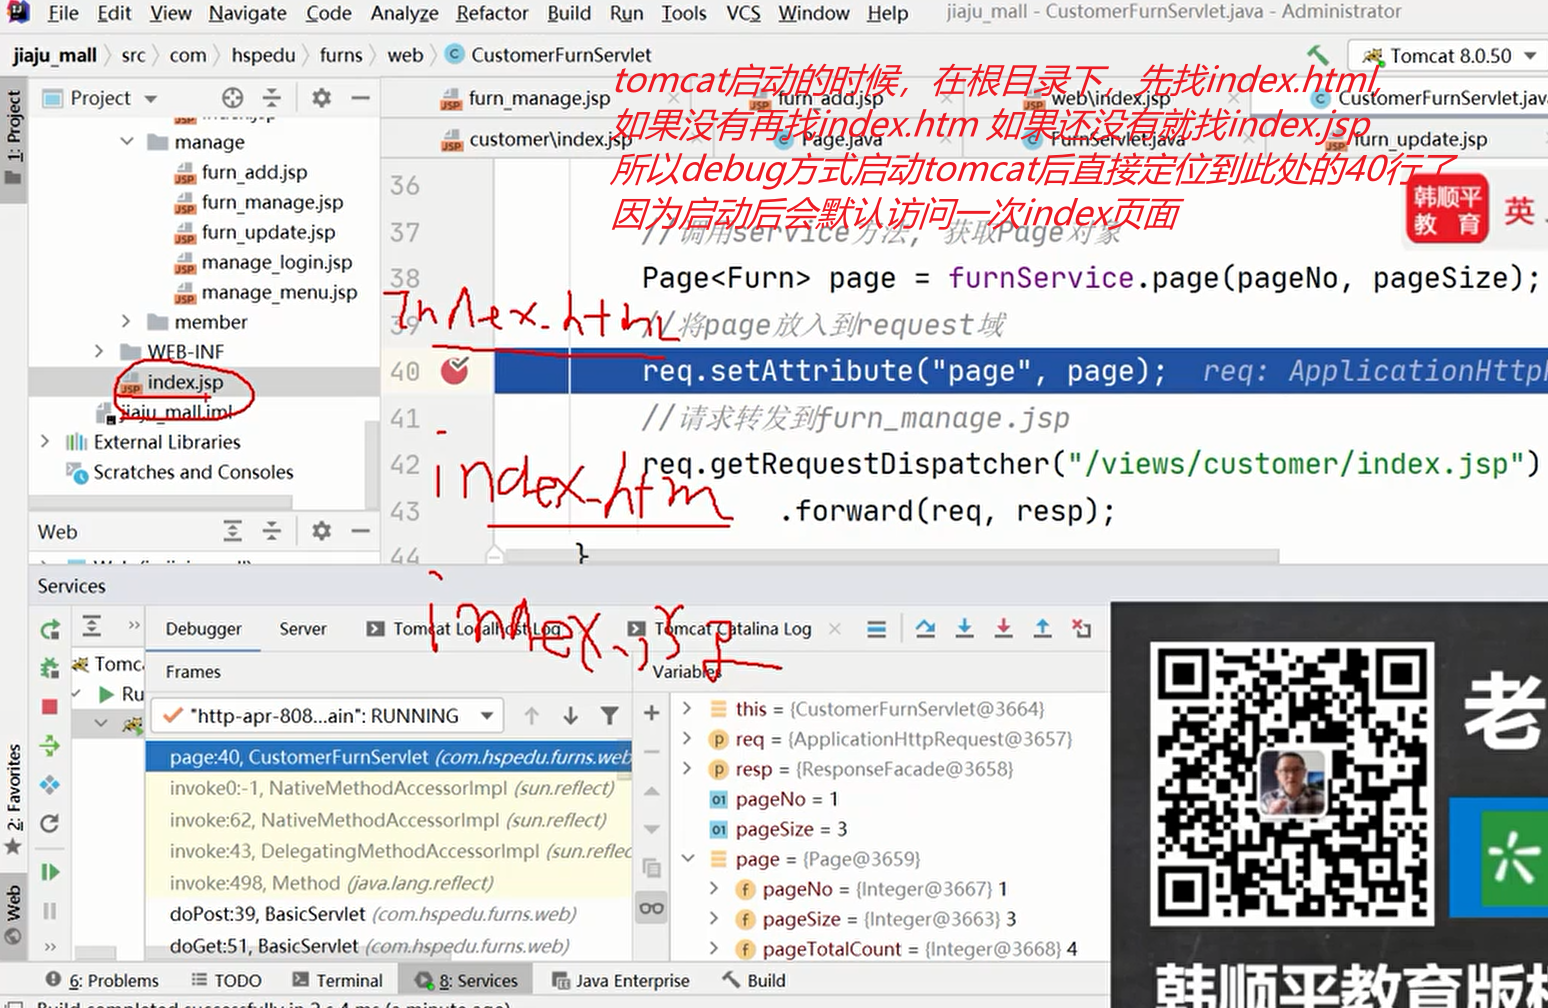 File Edit View Navigate Code Analyze Refactor Build Run Tools VCS Window Help jiaju_mall - CustomerFurnServlet.java - Administrator
jiaju_mall src com hspedu furns web CustomerFurnServlet Tomcat 8.0.50
tomcat启动的时候，在根目录下，先找index.html,
如果没有再找index.htm 如果还没有就找index.jsp
所以debug方式启动tomcat后直接定位到此处的40行了
因为启动后会默认访问一次index页面
1: Project
Project
furn_manage.jsp furn_add.jsp web\index.jsp CustomerFurnServlet.java
customer\index.jsp Page.java FurnServlet.java furn_update.jsp
index.jsp
manage
furn_add.jsp
furn_manage.jsp
furn_update.jsp
manage_login.jsp
manage_menu.jsp
member
WEB-INF
index.jsp
jiaju_mall.iml
External Libraries
Scratches and Consoles
韩顺平
教 育
英
36
37 //调用service方法, 获取Page对象
38 Page<Furn> page = furnService.page(pageNo, pageSize);
39 //将page放入到request域
40 req.setAttribute("page", page); req: ApplicationHttp
41 //请求转发到furn_manage.jsp
42 req.getRequestDispatcher("/views/customer/index.jsp")
43 .forward(req, resp);
44 }
Index.html
index.htm
index.jsp
Web
Services
Debugger Server Tomcat Localhost Log Tomcat Catalina Log
Frames
Variables
Tomc
Ru
"http-apr-808...ain": RUNNING
page:40, CustomerFurnServlet (com.hspedu.furns.web
invoke0:-1, NativeMethodAccessorImpl (sun.reflect)
invoke:62, NativeMethodAccessorImpl (sun.reflect)
invoke:43, DelegatingMethodAccessorImpl (sun.reflec
invoke:498, Method (java.lang.reflect)
doPost:39, BasicServlet (com.hspedu.furns.web)
doGet:51, BasicServlet (com.hspedu.furns.web)
this = {CustomerFurnServlet@3664}
req = {ApplicationHttpRequest@3657}
resp = {ResponseFacade@3658}
pageNo = 1
pageSize = 3
page = {Page@3659}
pageNo = {Integer@3667} 1
pageSize = {Integer@3663} 3
pageTotalCount = {Integer@3668} 4
2: Favorites
Web
老
韩顺平教育版权
6: Problems TODO Terminal 8: Services Java Enterprise Build
Build completed successfully in 2 s 4 ms (a minute ago)